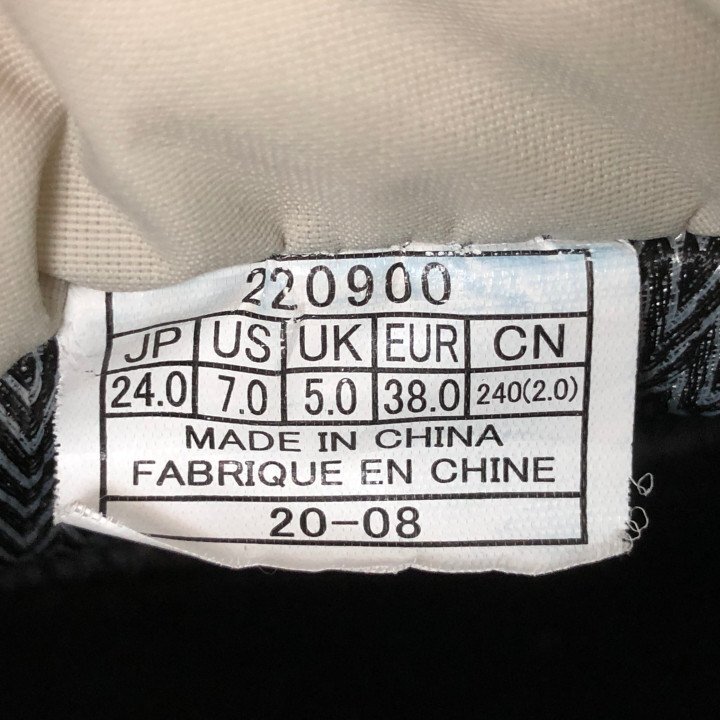 220900
JP US UK EUR CN
24.0 7.0 5.0 38.0 240(2.0)
MADE IN CHINA
FABRIQUE EN CHINE
20-08